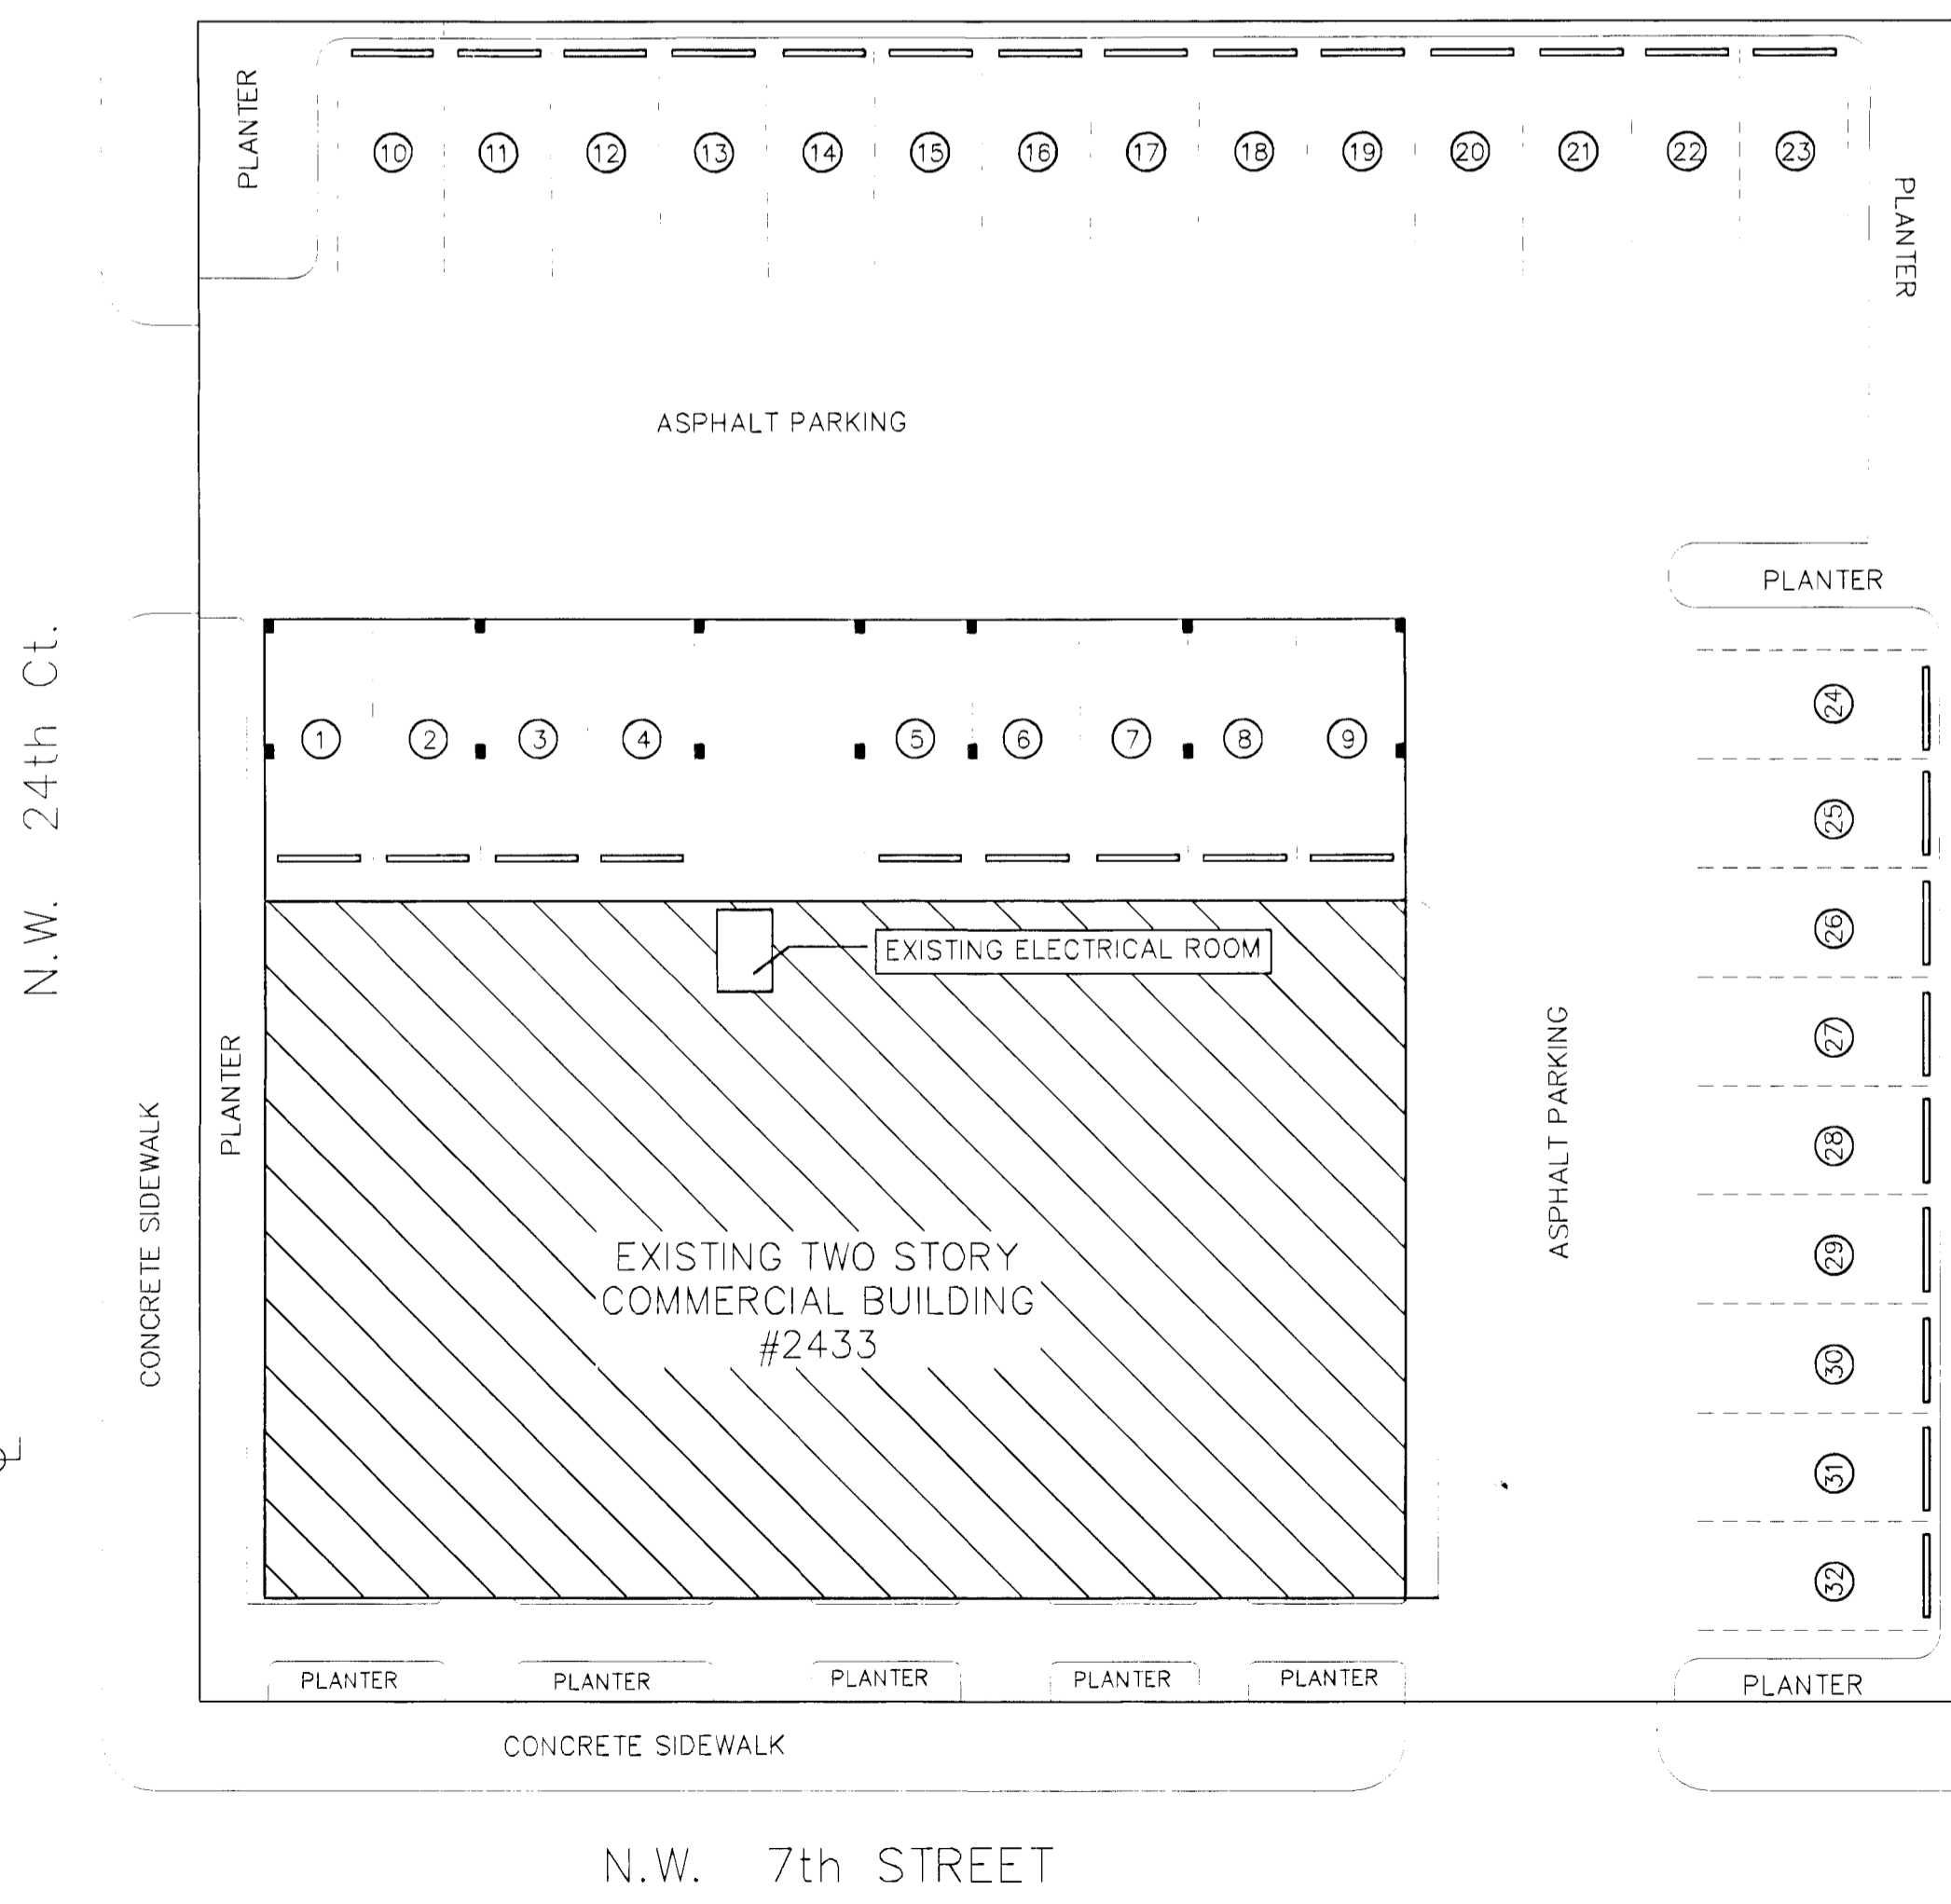 PLANTER
10 11 12 13 14 15 16 17 18 19 20 21 22 23
PLANTER
ASPHALT PARKING
PLANTER
N.W. 24th Ct.
1 2 3 4 5 6 7 8 9
24
25
26
27
28
29
30
31
32
EXISTING ELECTRICAL ROOM
PLANTER
CONCRETE SIDEWALK
ASPHALT PARKING
EXISTING TWO STORY
COMMERCIAL BUILDING
#2433
PLANTER PLANTER PLANTER PLANTER PLANTER PLANTER
CONCRETE SIDEWALK
N.W. 7th STREET